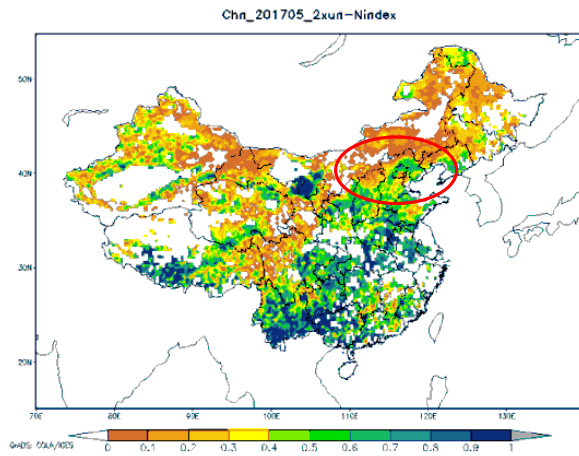 Chn_201705_2xun-Nindex
50N
40N
30N
20N
70E 80E 90E 100E 110E 120E 130E
0 0.1 0.2 0.3 0.4 0.5 0.6 0.7 0.8 0.9 1
GrADS: COLA/IGES